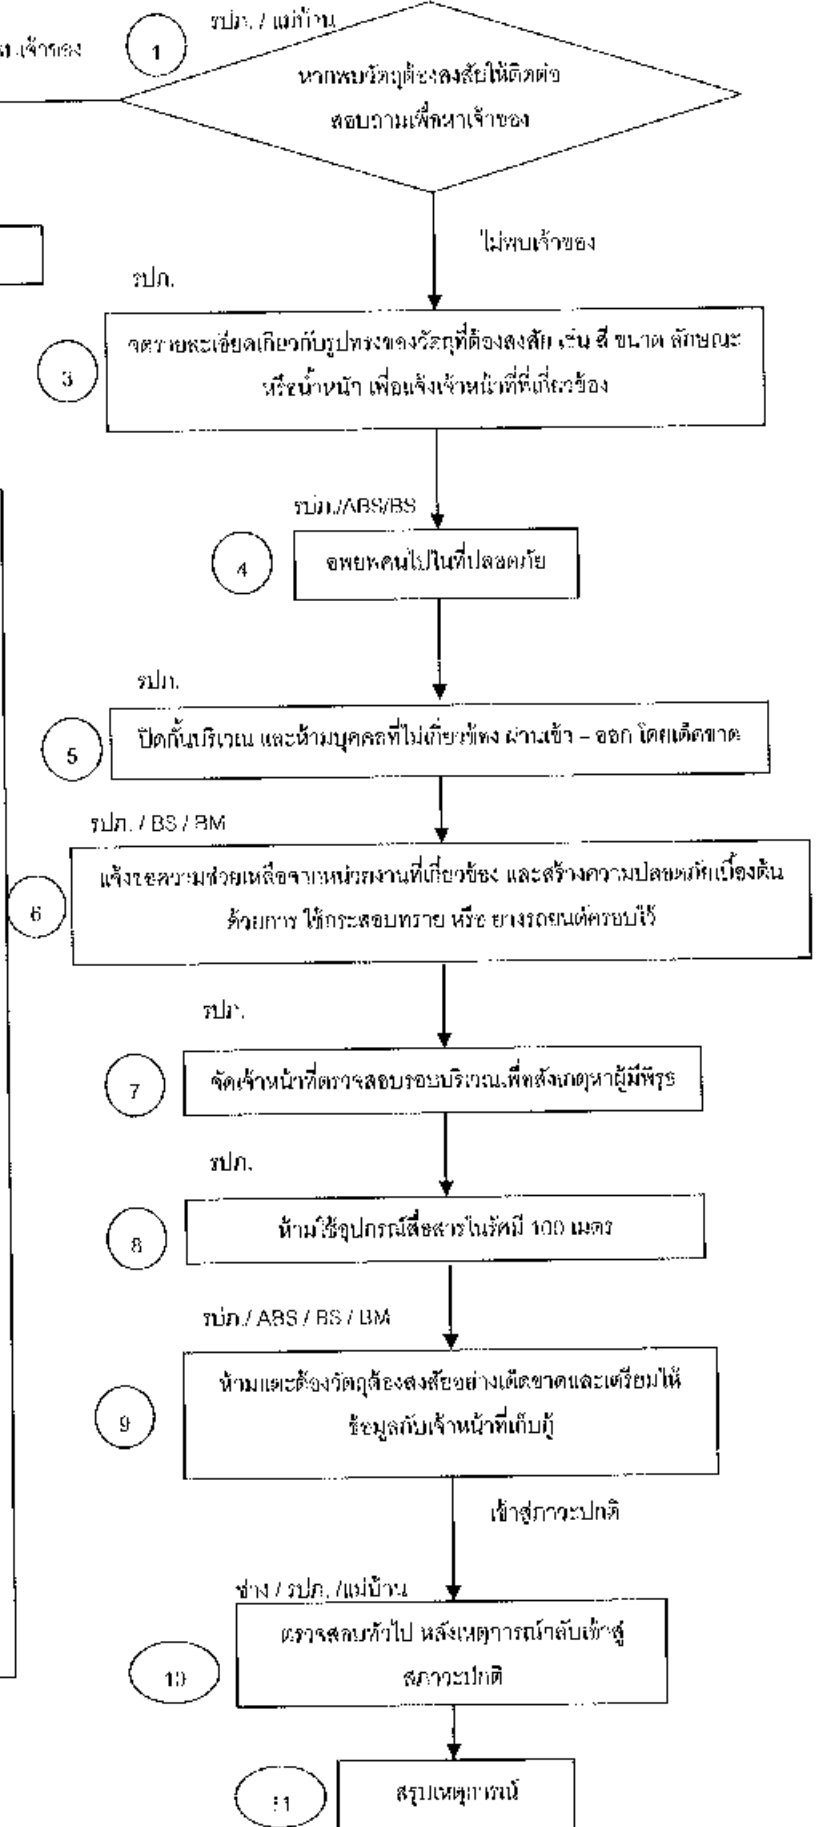 รปภ. / แม่บ้าน
เจ้าของ
1
หากพบวัตถุต้องสงสัยให้ติดต่อ
สอบถามเพื่อหาเจ้าของ
ไม่พบเจ้าของ
รปภ.
3
จดรายละเอียดเกี่ยวกับรูปทรงของวัตถุที่ต้องสงสัย เช่น สี ขนาด ลักษณะ
หรือน้ำหนัก เพื่อแจ้งเจ้าหน้าที่ที่เกี่ยวข้อง
รปภ./ABS/BS
4
อพยพคนไปในที่ปลอดภัย
รปภ.
5
ปิดกั้นบริเวณ และห้ามบุคคลที่ไม่เกี่ยวข้อง ผ่านเข้า – ออก โดยเด็ดขาด
รปภ. / BS / BM
6
แจ้งขอความช่วยเหลือจากหน่วยงานที่เกี่ยวข้อง และสร้างความปลอดภัยเบื้องต้น
ด้วยการ ใช้กระสอบทราย หรือ ยางรถยนต์ครอบไว้
รปภ.
7
จัดเจ้าหน้าที่ตรวจสอบรอบบริเวณเพื่อสังเกตุหาผู้มีพิรุธ
รปภ.
8
ห้ามใช้อุปกรณ์สื่อสารในรัศมี 100 เมตร
รปภ./ ABS / BS / BM
9
ห้ามแตะต้องวัตถุต้องสงสัยอย่างเด็ดขาดและเตรียมให้
ข้อมูลกับเจ้าหน้าที่เก็บกู้
เข้าสู่ภาวะปกติ
ช่าง / รปภ. /แม่บ้าน
10
ตรวจสอบทั่วไป หลังเหตุการณ์กลับเข้าสู่
สภาวะปกติ
11
สรุปเหตุการณ์